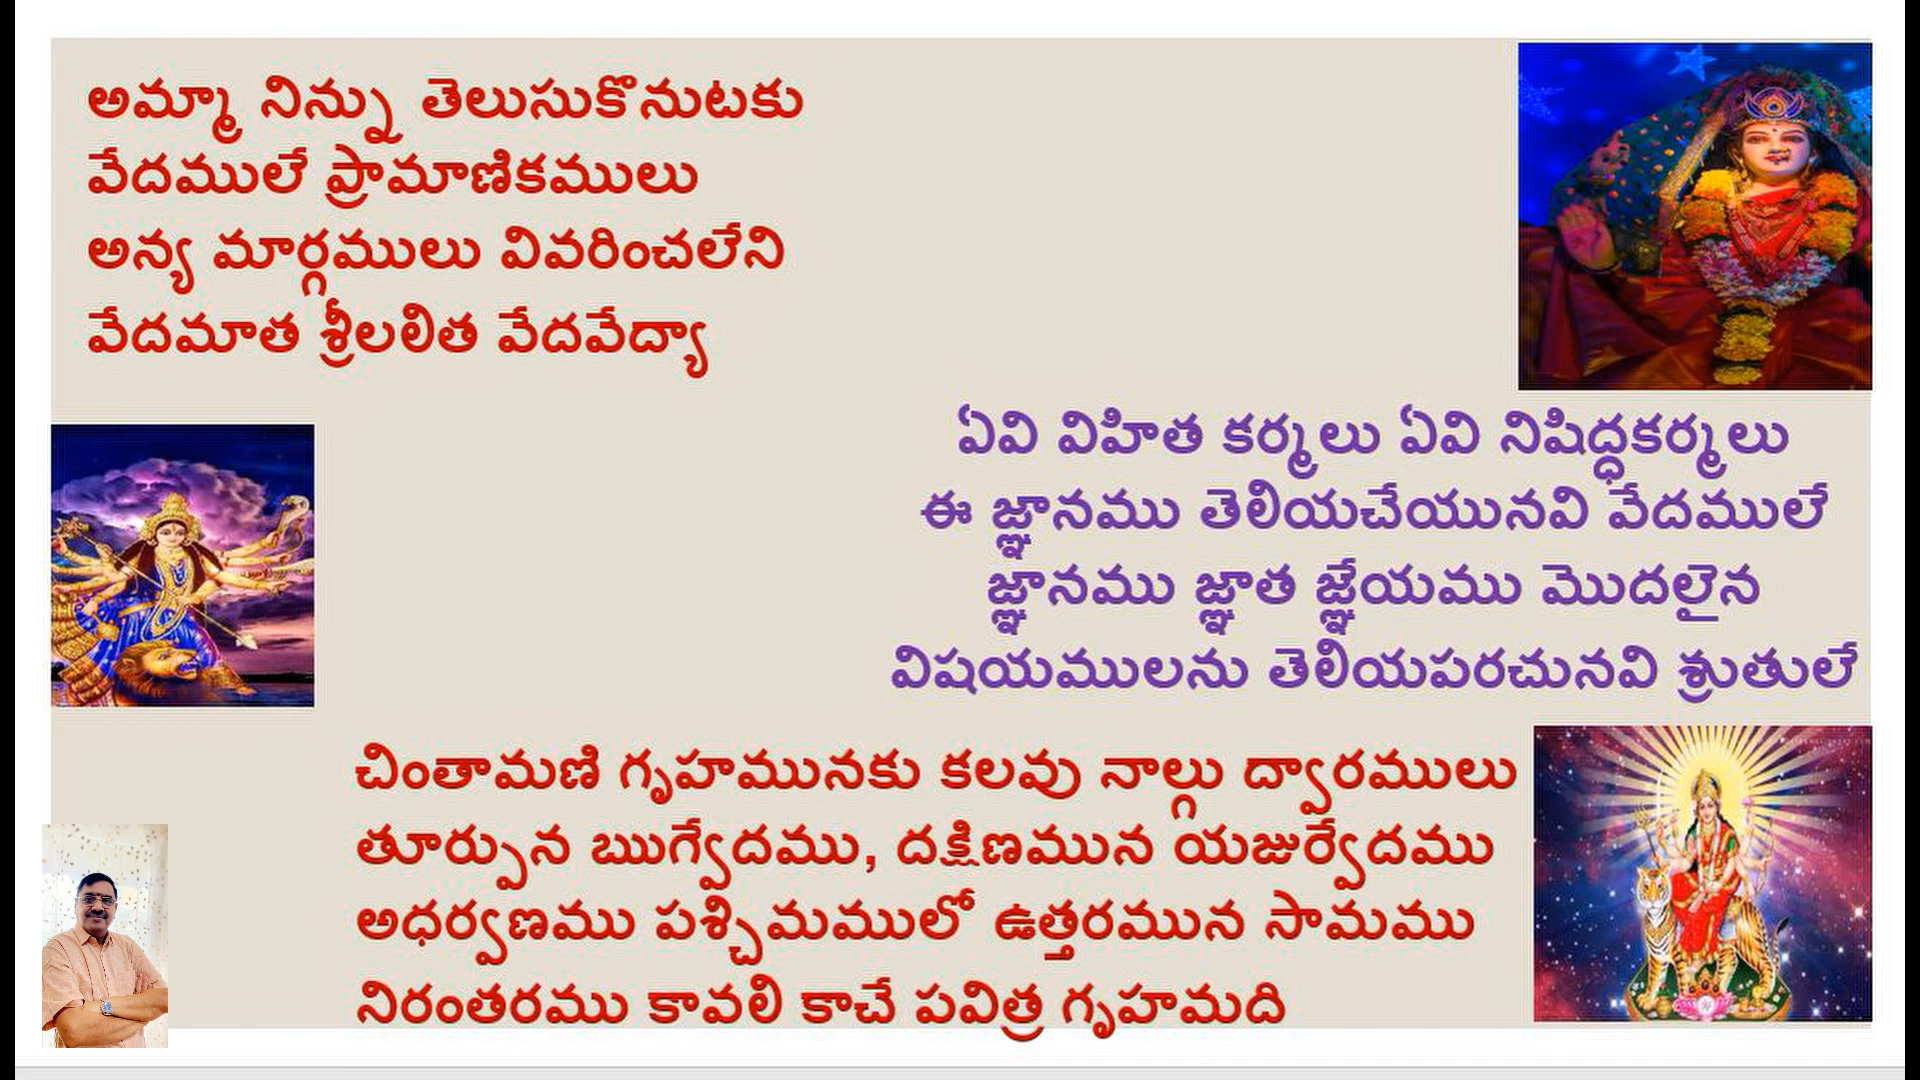 అమ్మా నిన్ను తెలుసుకొనుటకు
వేదములే ప్రామాణికములు
అన్య మార్గములు వివరించలేని
వేదమాత శ్రీలలిత వేదవేద్యా
ఏవి విహిత కర్మలు ఏవి నిషిద్ధకర్మలు
ఈ జ్ఞానము తెలియచేయునవి వేదములే
జ్ఞానము జ్ఞాత జ్ఞేయము మొదలైన
విషయములను తెలియపరచునవి శ్రుతులే
చింతామణి గృహమునకు కలవు నాల్గు ద్వారములు
తూర్పున ఋగ్వేదము, దక్షిణమున యజుర్వేదము
అధర్వణము పశ్చిమములో ఉత్తరమున సామము
నిరంతరము కావలి కాచే పవిత్ర గృహమది